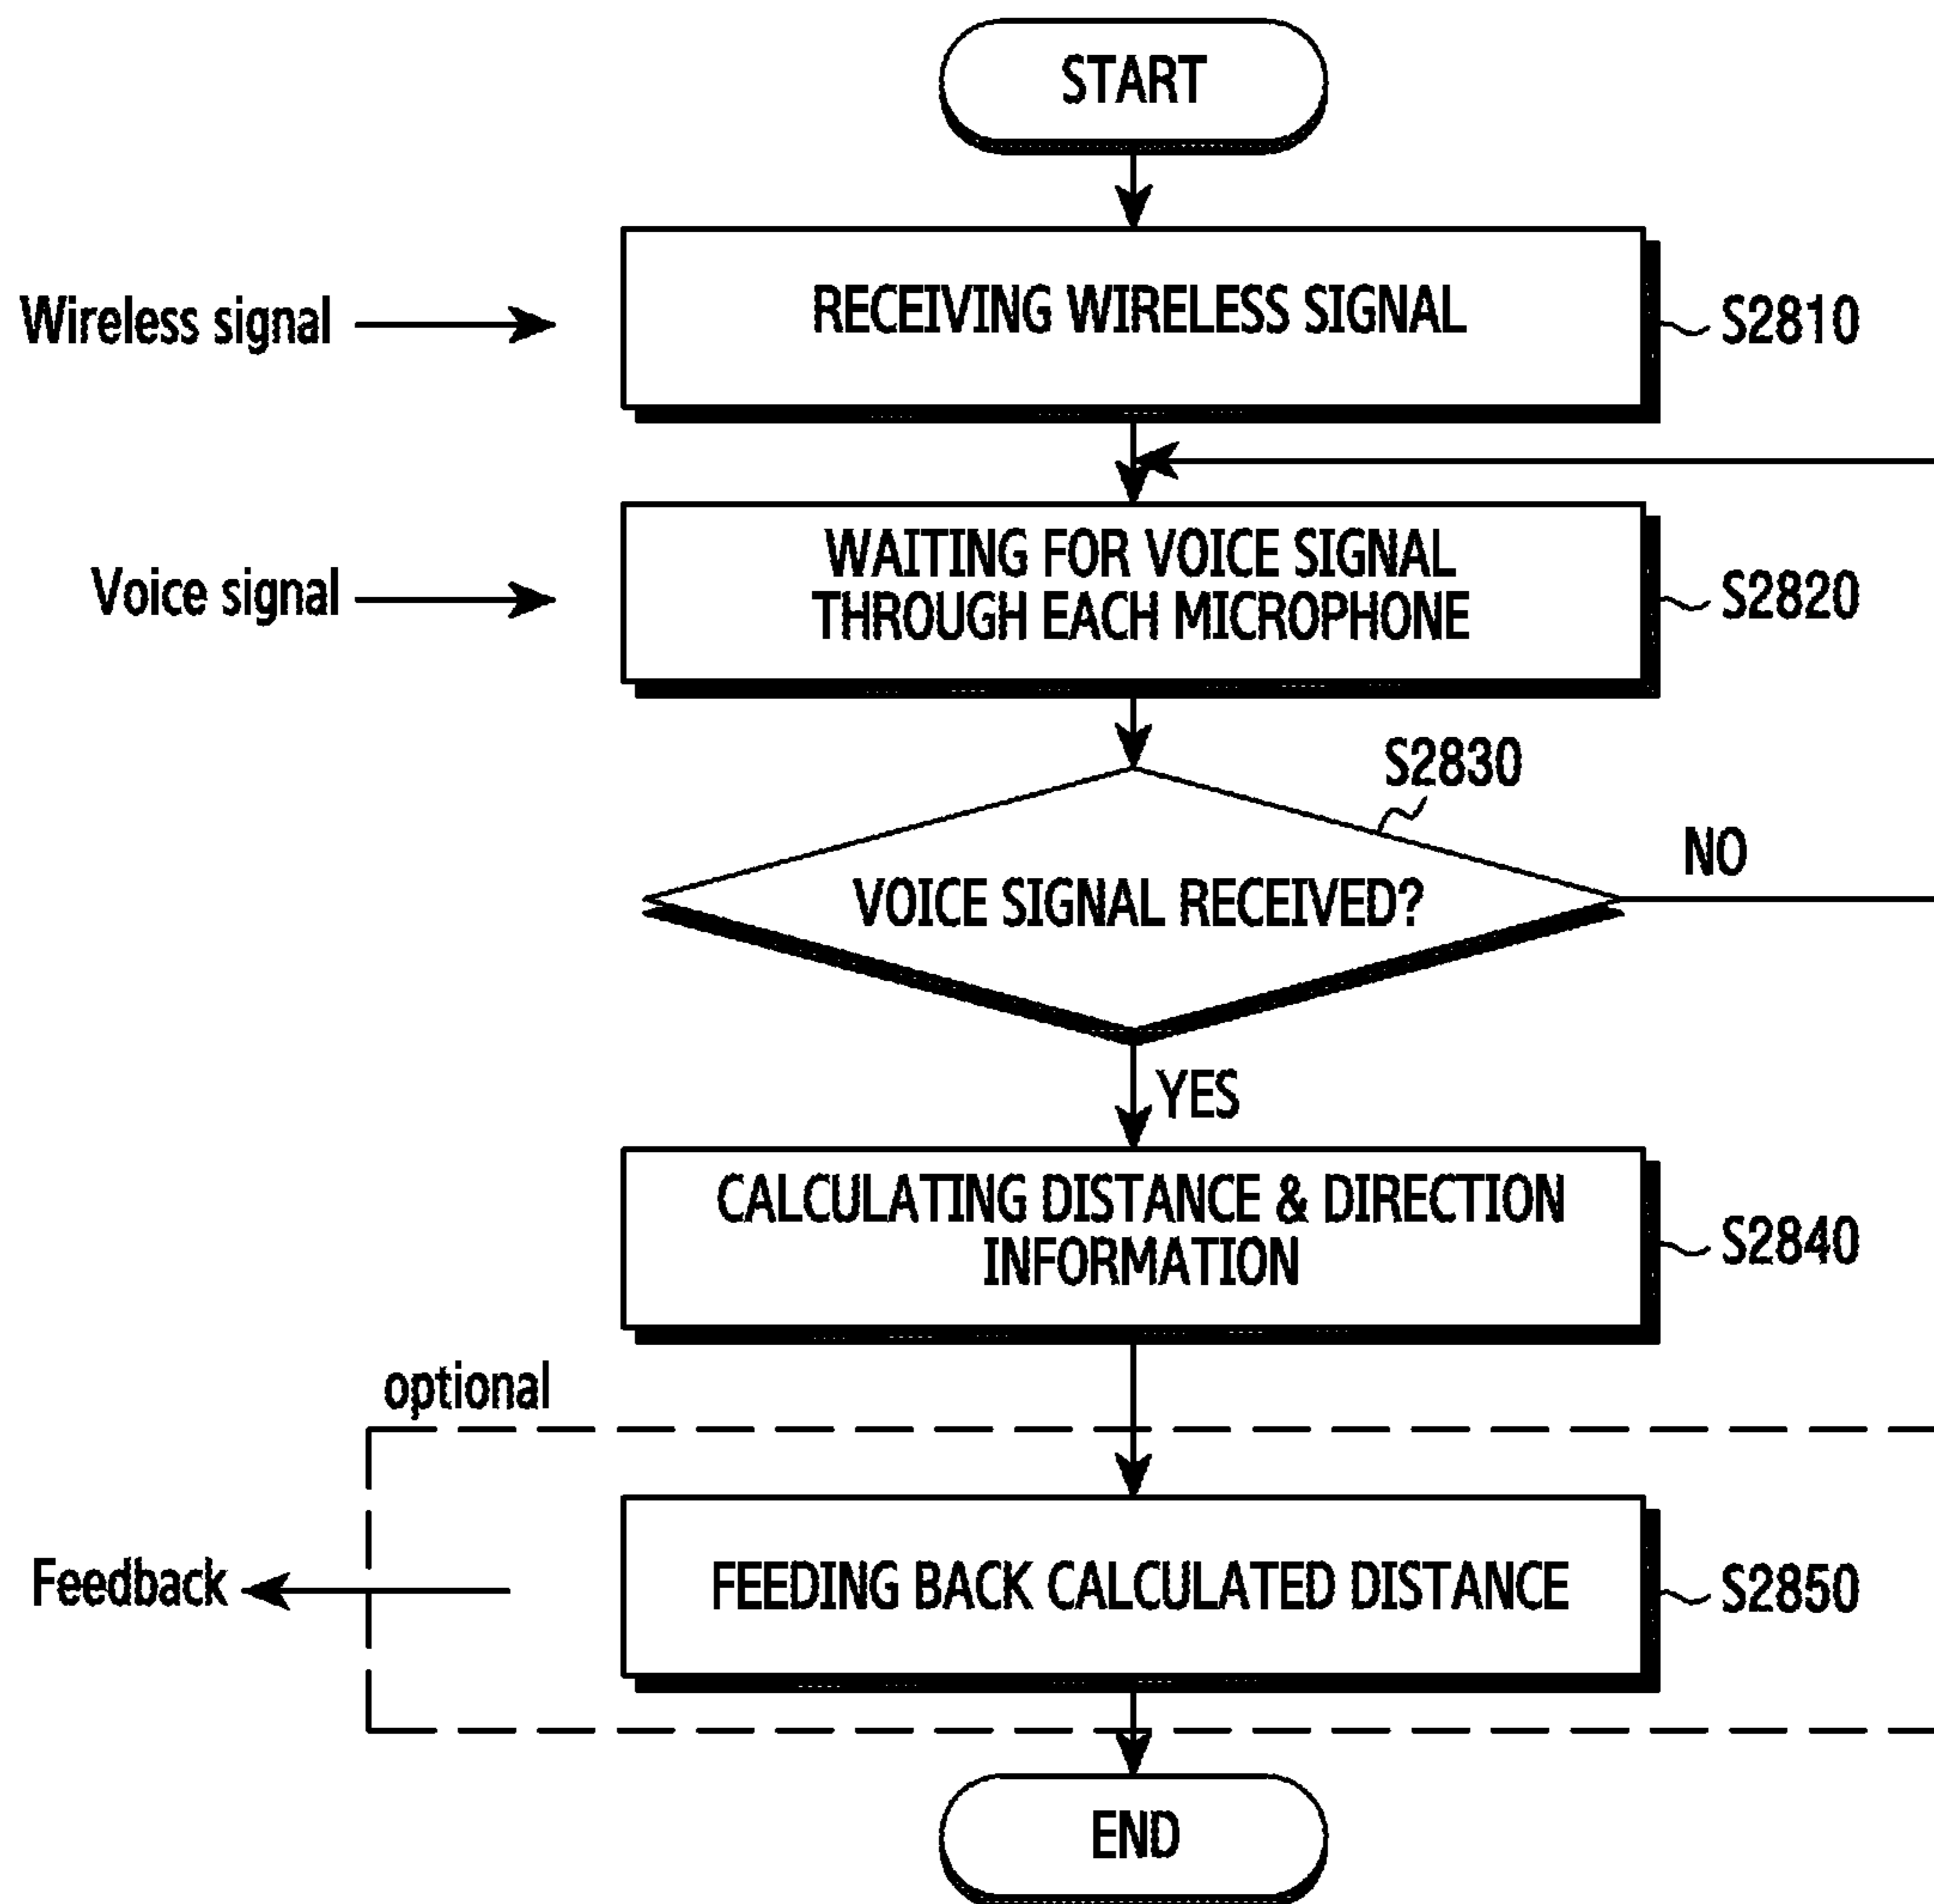 START
Wireless signal
RECEIVING WIRELESS SIGNAL
S2810
Voice signal
WAITING FOR VOICE SIGNAL
THROUGH EACH MICROPHONE
S2820
S2830
VOICE SIGNAL RECEIVED?
NO
YES
CALCULATING DISTANCE & DIRECTION
INFORMATION
S2840
optional
Feedback
FEEDING BACK CALCULATED DISTANCE
S2850
END